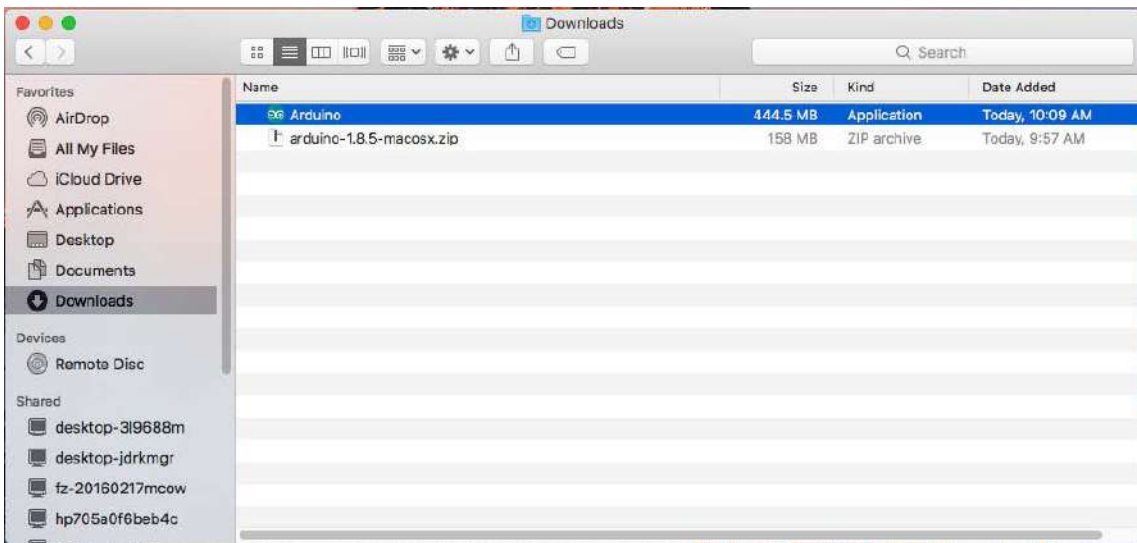 Downloads
Search
Favorites
AirDrop
All My Files
iCloud Drive
Applications
Desktop
Documents
Downloads
Devices
Remote Disc
Shared
desktop-3l9688m
desktop-jdrkmgr
fz-20160217mcow
hp705a0f6beb4c
Name Size Kind Date Added
Arduino 444.5 MB Application Today, 10:09 AM
arduino-1.8.5-macosx.zip 158 MB ZIP archive Today, 9:57 AM